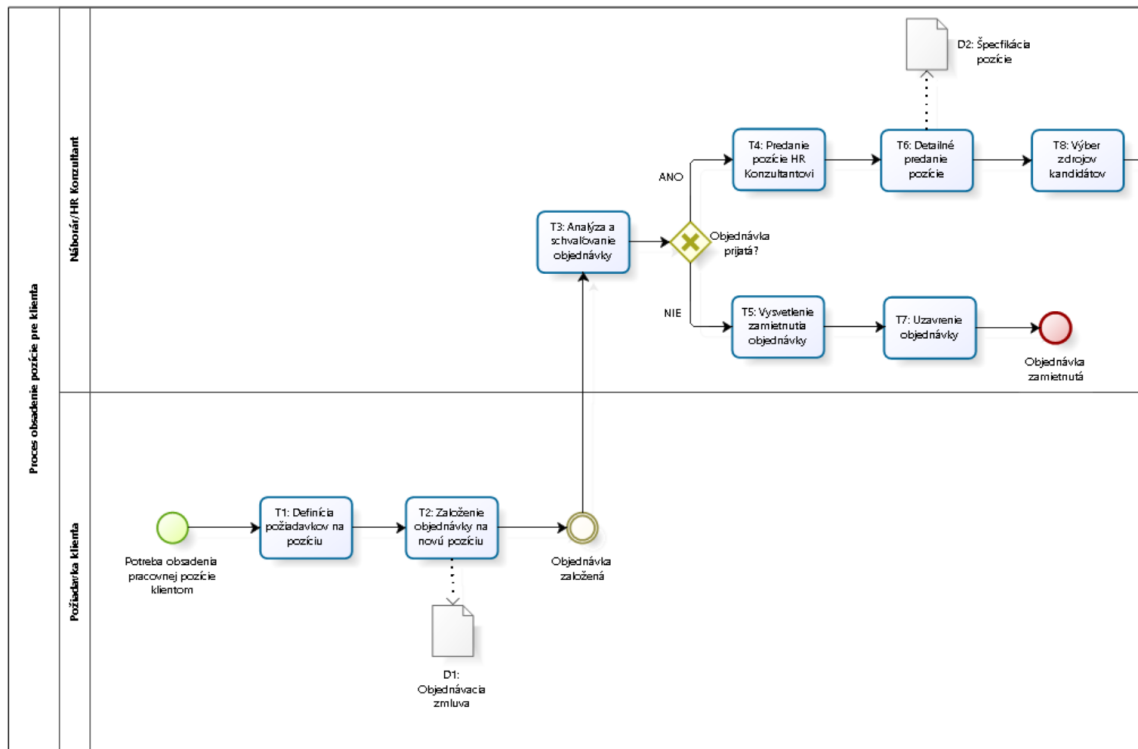 Proces obsadenie pozície pre klienta
Náborár/HR Konzultant
D2: Špecfikácia
pozície
T4: Predanie
pozície HR
Konzultantovi
T6: Detailné
predanie
pozície
T8: Výber
zdrojov
kandidátov
ANO
T3: Analýza a
schvaľovanie
objednávky
Objednávka
prijatá?
NIE
T5: Vysvetlenie
zamietnutia
objednávky
T7: Uzavrenie
objednávky
Objednávka
zamietnutá
Požiadavka klienta
T1: Definícia
požiadavkov na
pozíciu
T2: Založenie
objednávky na
novú pozíciu
Potreba obsadenia
pracovnej pozície
klientom
Objednávka
založená
D1:
Objednávacia
zmluva